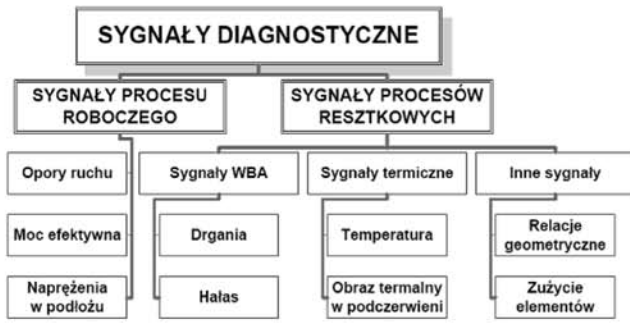 SYGNAŁY DIAGNOSTYCZNE
SYGNAŁY PROCESU
ROBOCZEGO
SYGNAŁY PROCESÓW
RESZTKOWYCH
Opory ruchu
Sygnały WBA
Sygnały termiczne
Inne sygnały
Moc efektywna
Drgania
Temperatura
Relacje
geometryczne
Naprężenia
w podłożu
Hałas
Obraz termalny
w podczerwieni
Zużycie
elementów